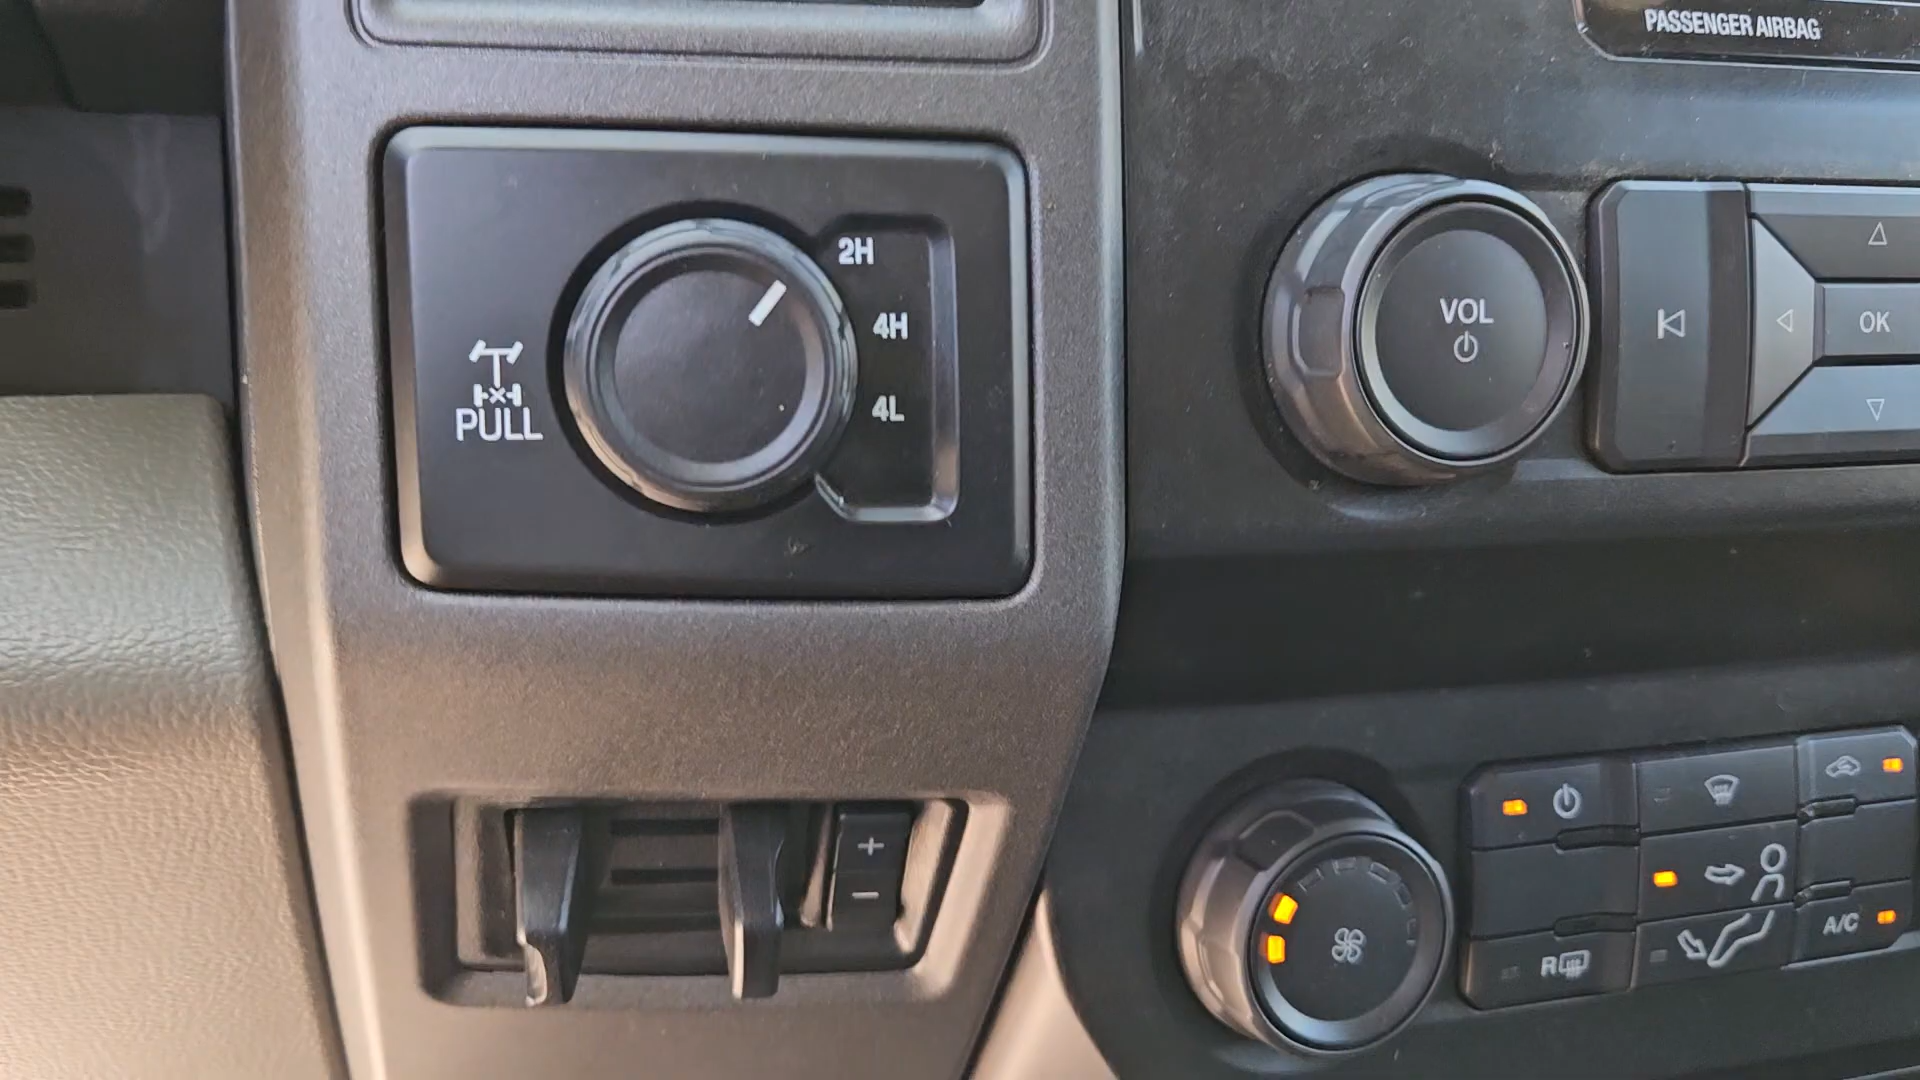 PASSENGER AIRBAG
2H
4H
4L
PULL
VOL
OK
+
−
R
A/C